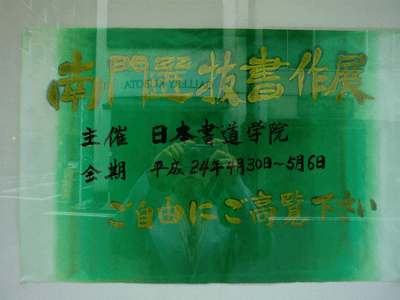 南門選抜書作展
主催 日本書道学院
会期 平成24年4月30日~5月6日
ご自由にご高覧下さい